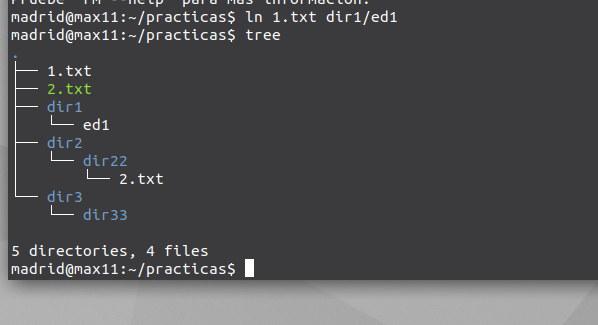 Pruebe 'rm --help' para más información.
madrid@max11:~/practicas$ ln 1.txt dir1/ed1
madrid@max11:~/practicas$ tree
.
├── 1.txt
├── 2.txt
├── dir1
│   └── ed1
├── dir2
│   └── dir22
│       └── 2.txt
└── dir3
    └── dir33
5 directories, 4 files
madrid@max11:~/practicas$